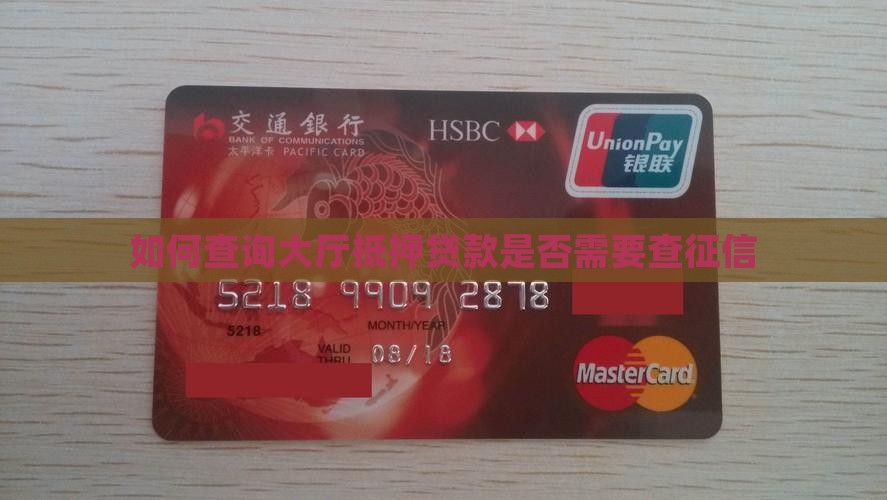 交通銀行
BANK OF COMMUNICATIONS
太平洋卡 PACIFIC CARD
HSBC
UnionPay
银联
如何查询大厅抵押贷款是否需要查征信
5218 9909 2878
5218
MONTH/YEAR
VALID
THRU
08/18
MasterCard